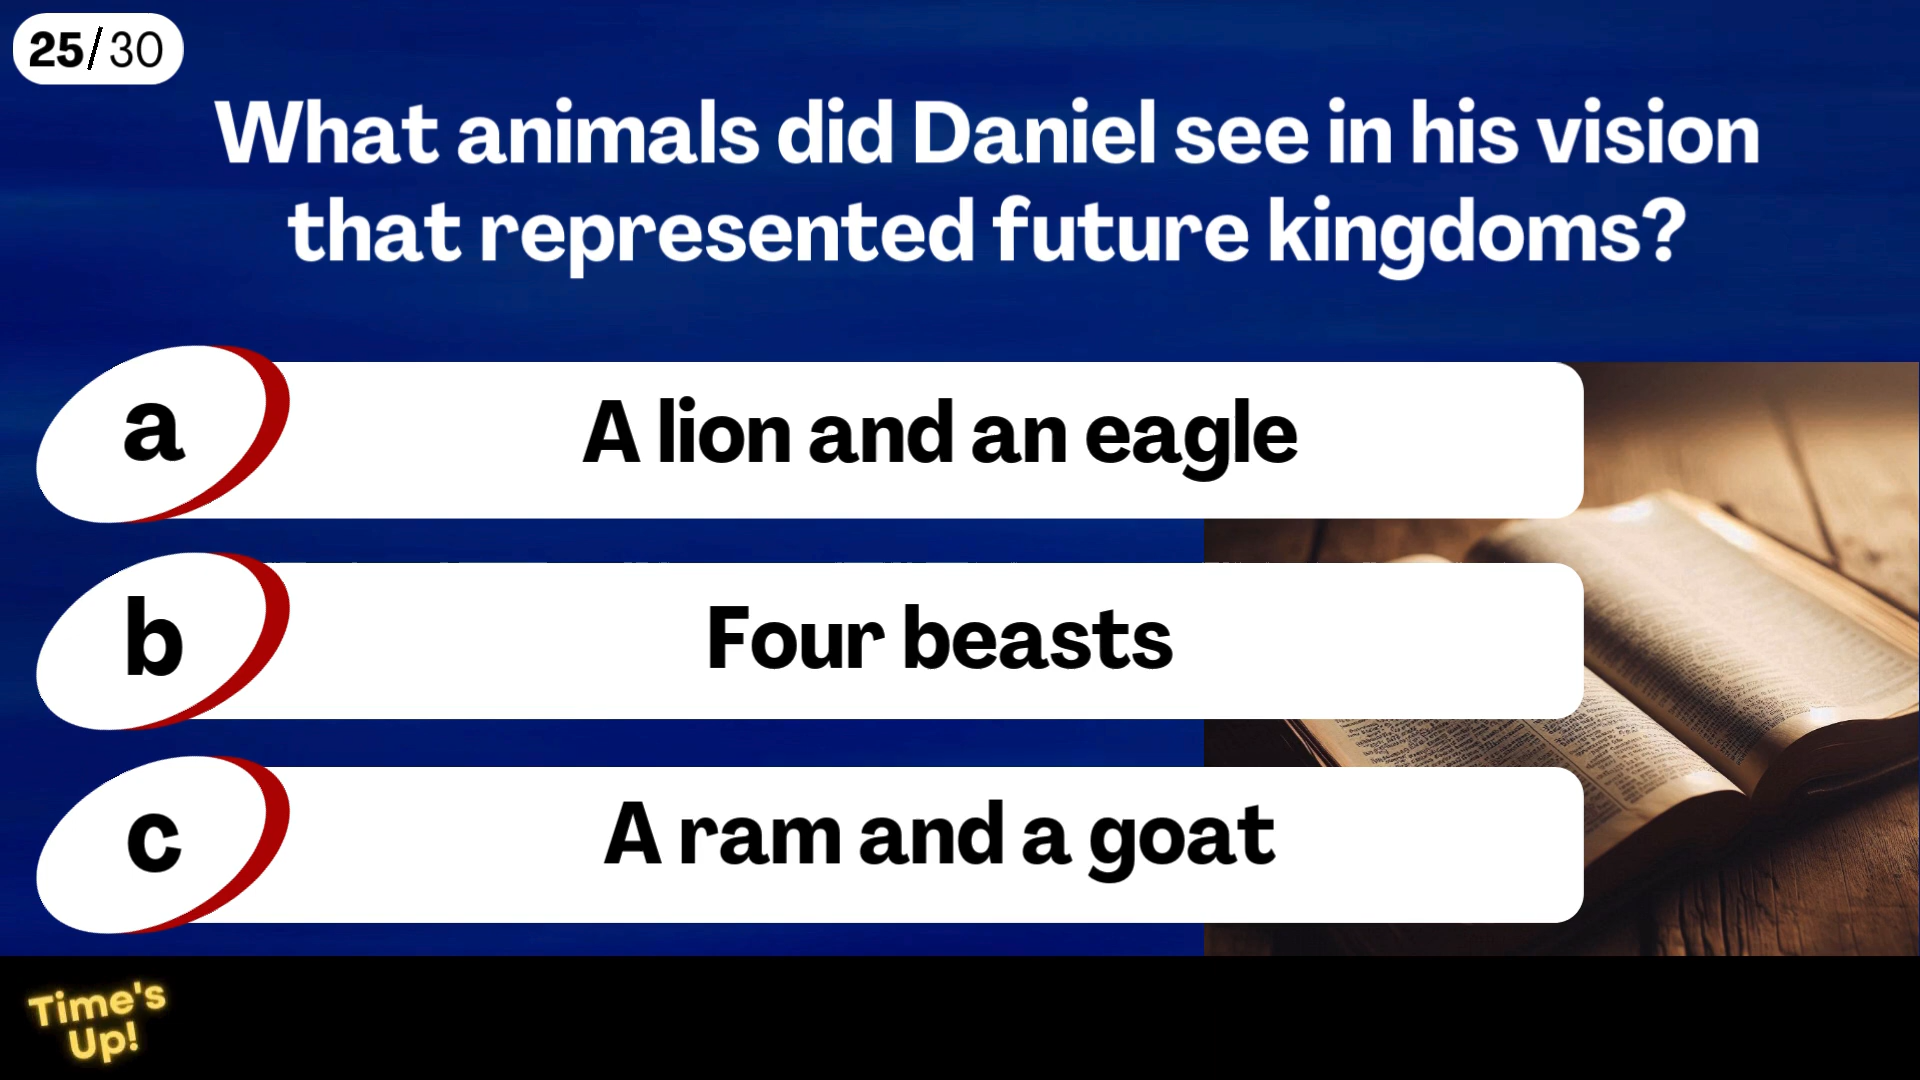 25/30
What animals did Daniel see in his vision
that represented future kingdoms?
a
A lion and an eagle
b
Four beasts
c
A ram and a goat
Time's
Up!